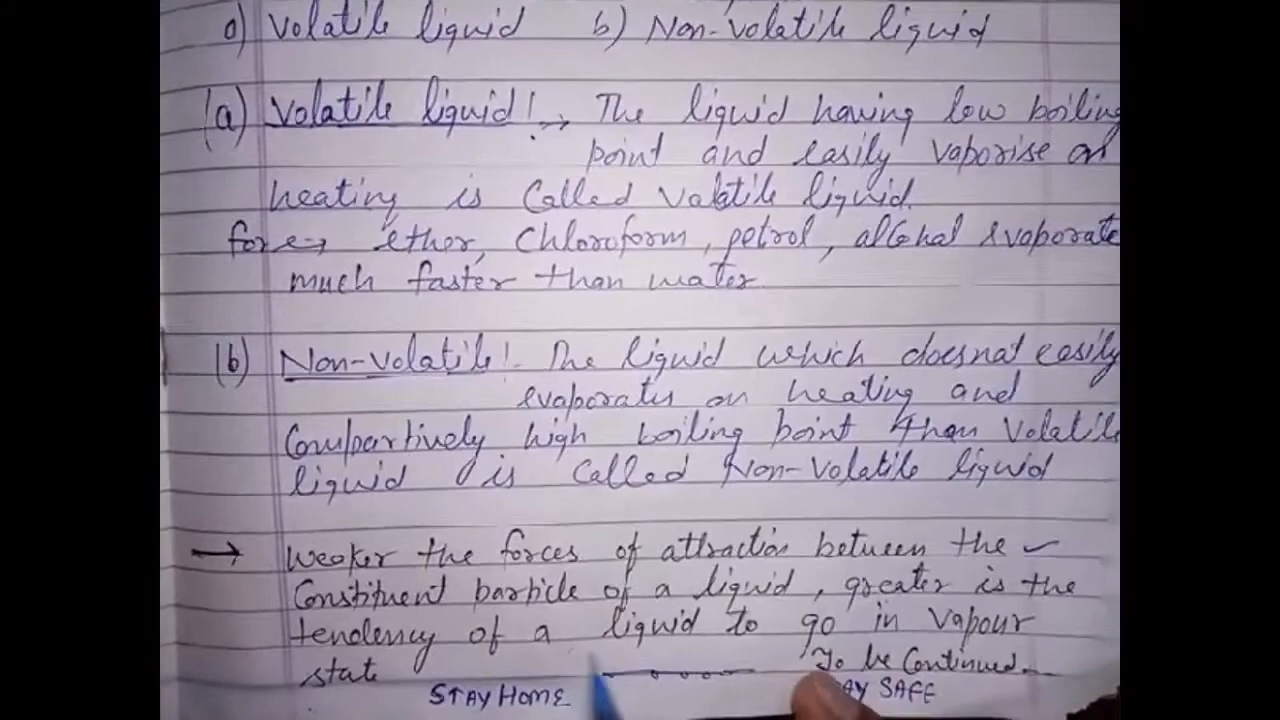 a) Volatile liquid b) Non-volatile liquid
(a) Volatile liquid!→ The liquid having low boiling
point and easily vaporise on
heating is Called Volatile liquid.
for e→ ether, Chloroform, petrol, alcohal evaporate
much faster than water
(b) Non-volatile!- The liquid which doesnot easily
evaporates on heating and
Compartively high boiling point than Volatile
liquid is Called Non-Volatile liquid
→ Weaker the forces of attraction between the
Constituent particle of a liquid, greater is the
tendency of a liquid to go in Vapour
state To be Continued
STAY HOME AY SAFE